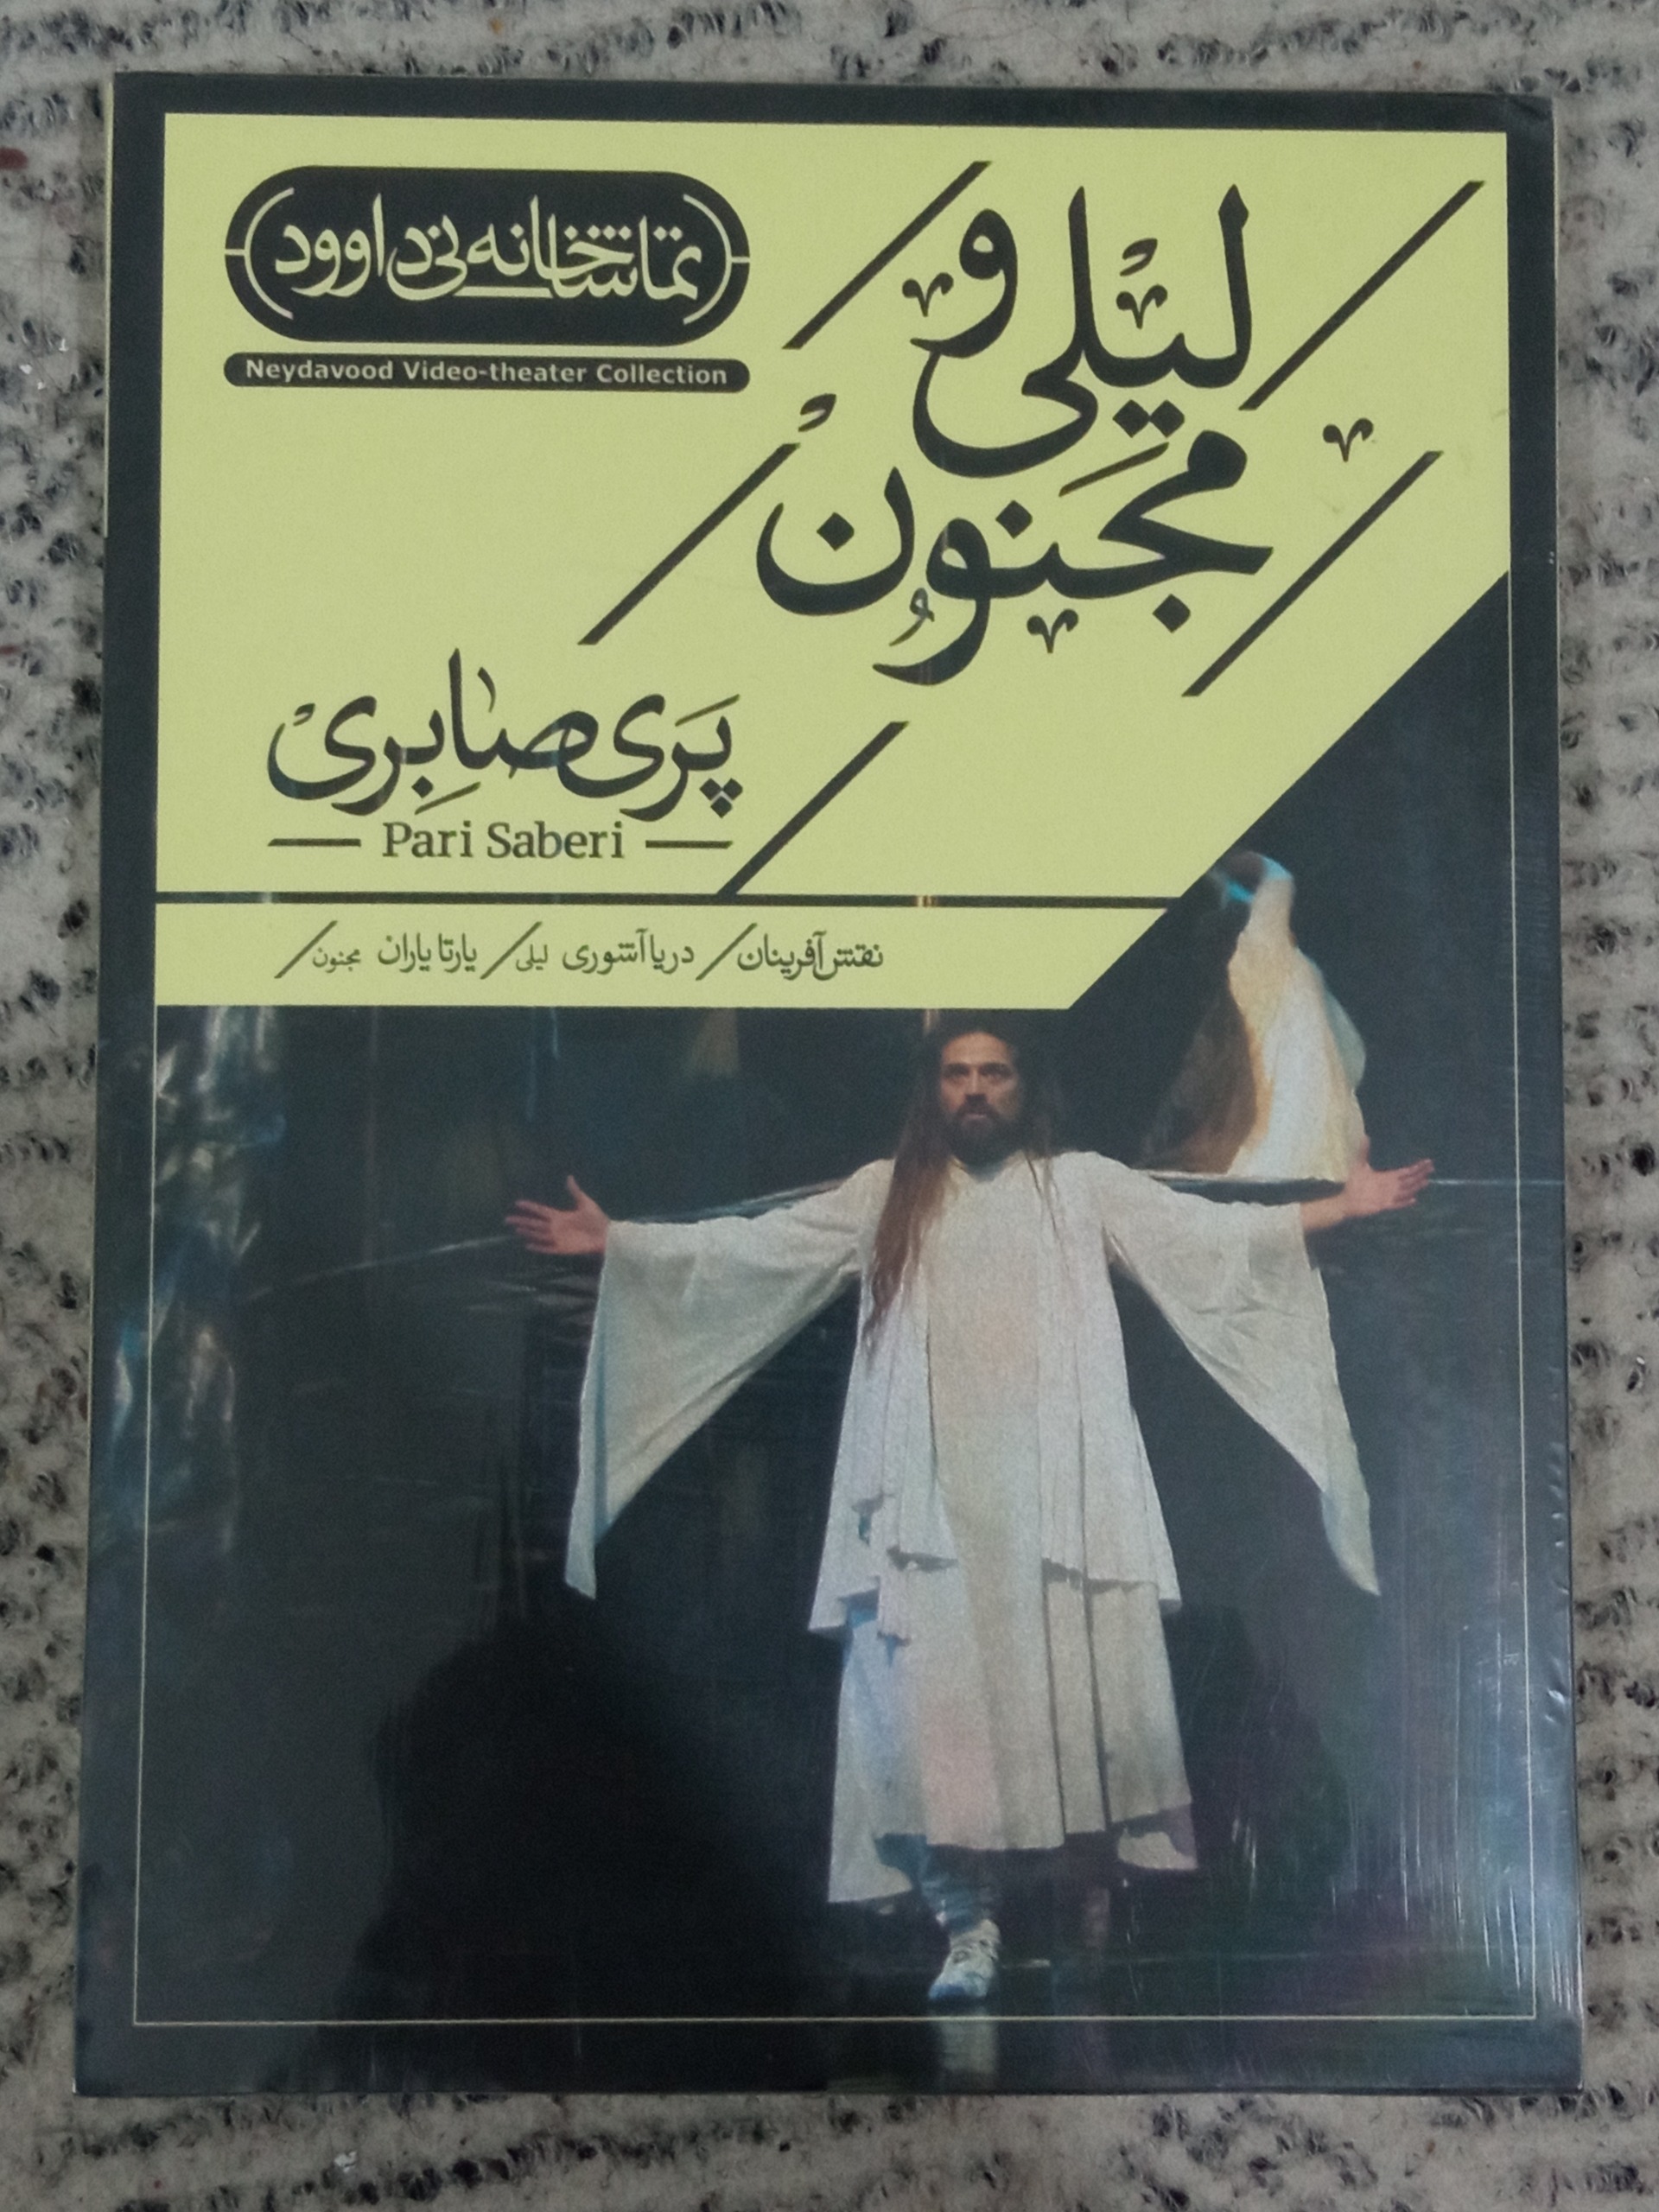 تماشاخانه نی‌داوود
Neydavood Video-theater Collection
لیلی و
مجنون
پری صابری
Pari Saberi
نقش‌آفرینان / دریا آشوری لیلی / یارتا یاران مجنون /